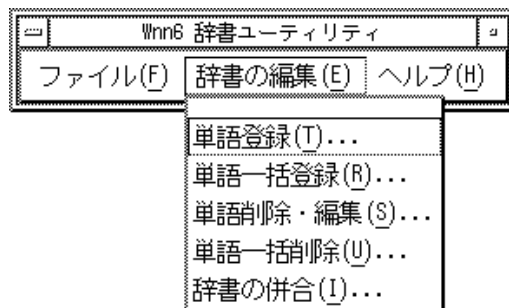 Wnn6 辞書ユーティリティ
ファイル(F) 辞書の編集(E) ヘルプ(H)
単語登録(T)...
単語一括登録(R)...
単語削除・編集(S)...
単語一括削除(U)...
辞書の併合(I)...